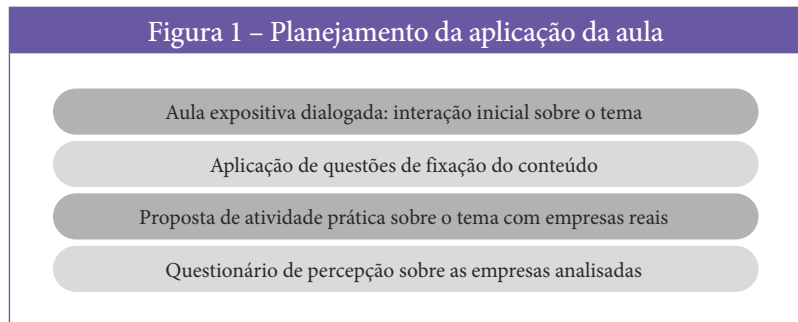 Figura 1 – Planejamento da aplicação da aula
Aula expositiva dialogada: interação inicial sobre o tema
Aplicação de questões de fixação do conteúdo
Proposta de atividade prática sobre o tema com empresas reais
Questionário de percepção sobre as empresas analisadas